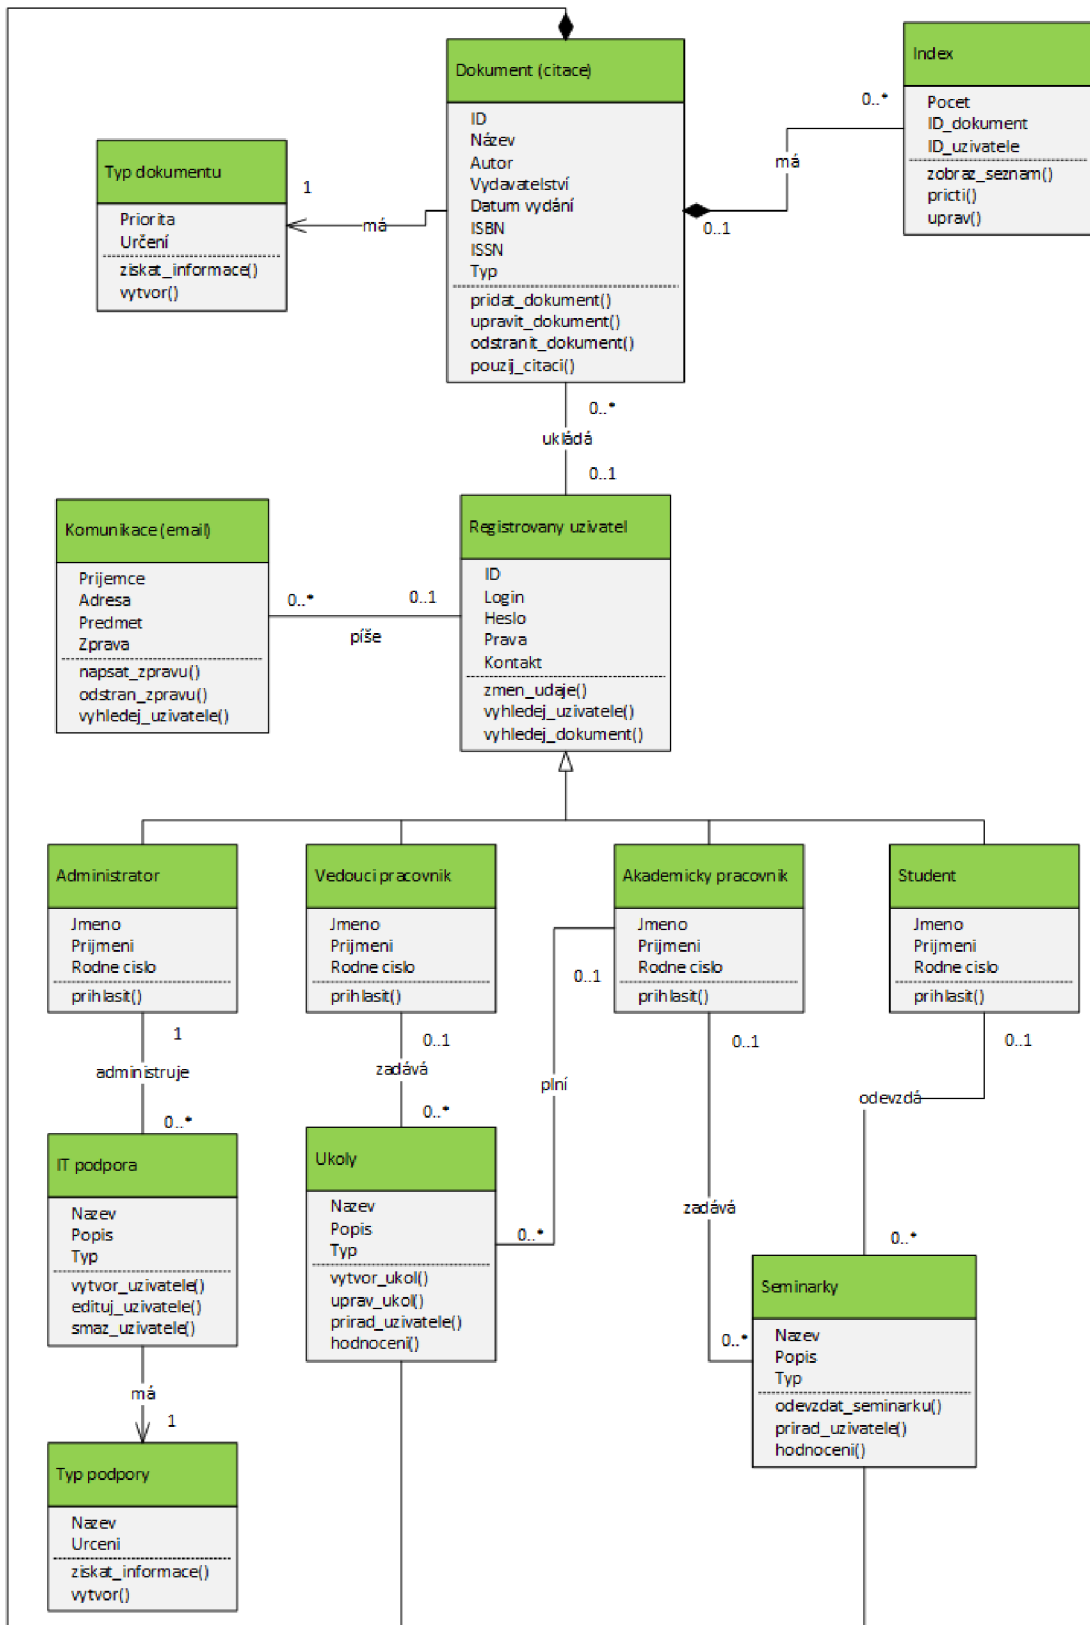 Dokument (citace)
ID
Název
Autor
Vydavatelství
Datum vydání
ISBN
ISSN
Typ
pridat_dokument()
upravit_dokument()
odstranit_dokument()
pouzij_citaci()
Index
Pocet
ID_dokument
ID_uzivatele
zobraz_seznam()
pricti()
uprav()
0..*
má
0..1
Typ dokumentu
Priorita
Určení
ziskat_informace()
vytvor()
1
má
0..*
ukládá
0..1
Komunikace (email)
Prijemce
Adresa
Predmet
Zprava
napsat_zpravu()
odstran_zpravu()
vyhledej_uzivatele()
0..*
0..1
píše
Registrovany uzivatel
ID
Login
Heslo
Prava
Kontakt
zmen_udaje()
vyhledej_uzivatele()
vyhledej_dokument()
Administrator
Jmeno
Prijmeni
Rodne cislo
prihlasit()
Vedouci pracovnik
Jmeno
Prijmeni
Rodne cislo
prihlasit()
Akademicky pracovnik
Jmeno
Prijmeni
Rodne cislo
prihlasit()
Student
Jmeno
Prijmeni
Rodne cislo
prihlasit()
1
administruje
0..*
0..1
zadává
0..*
0..1
plní
0..*
0..1
zadává
0..*
0..1
odevzdá
0..*
IT podpora
Nazev
Popis
Typ
vytvor_uzivatele()
edituj_uzivatele()
smaz_uzivatele()
Ukoly
Nazev
Popis
Typ
vytvor_ukol()
uprav_ukol()
prirad_uzivatele()
hodnoceni()
Seminarky
Nazev
Popis
Typ
odevzdat_seminarku()
prirad_uzivatele()
hodnoceni()
má
1
Typ podpory
Nazev
Urceni
ziskat_informace()
vytvor()